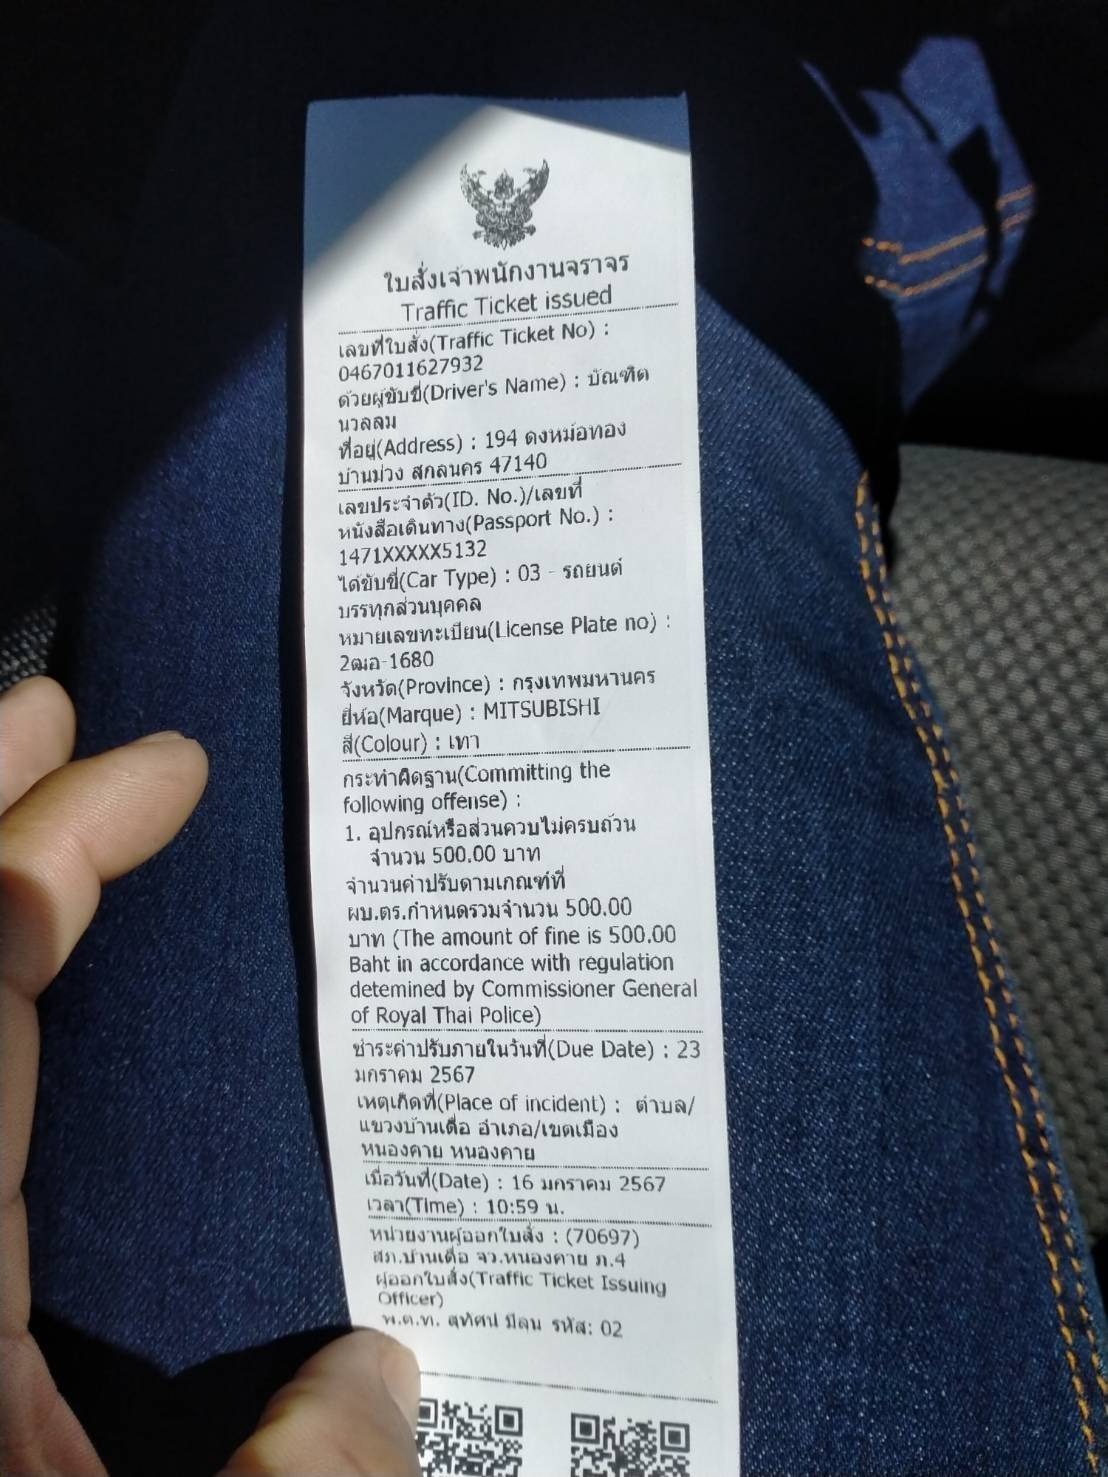 ใบสั่งเจ้าพนักงานจราจร
Traffic Ticket issued
เลขที่ใบสั่ง(Traffic Ticket No) :
0467011627932
ด้วยผู้ขับขี่(Driver's Name) : บัณฑิต
นวลลม
ที่อยู่(Address) : 194 ดงหม้อทอง
บ้านม่วง สกลนคร 47140
เลขประจำตัว(ID. No.)/เลขที่
หนังสือเดินทาง(Passport No.) :
1471XXXXX5132
ได้ขับขี่(Car Type) : 03 - รถยนต์
บรรทุกส่วนบุคคล
หมายเลขทะเบียน(License Plate no) :
2ฒอ-1680
จังหวัด(Province) : กรุงเทพมหานคร
ยี่ห้อ(Marque) : MITSUBISHI
สี(Colour) : เทา
กระทำผิดฐาน(Committing the
following offense) :
1. อุปกรณ์หรือส่วนควบไม่ครบถ้วน
จำนวน 500.00 บาท
จำนวนค่าปรับตามเกณฑ์ที่
ผบ.ตร.กำหนดรวมจำนวน 500.00
บาท (The amount of fine is 500.00
Baht in accordance with regulation
detemined by Commissioner General
of Royal Thai Police)
ชำระค่าปรับภายในวันที่(Due Date) : 23
มกราคม 2567
เหตุเกิดที่(Place of incident) : ตำบล/
แขวงบ้านเดื่อ อำเภอ/เขตเมือง
หนองคาย หนองคาย
เมื่อวันที่(Date) : 16 มกราคม 2567
เวลา(Time) : 10:59 น.
หน่วยงานผู้ออกใบสั่ง : (70697)
สภ.บ้านเดื่อ จว.หนองคาย ภ.4
ผู้ออกใบสั่ง(Traffic Ticket Issuing
Officer)
พ.ต.ท. สุทัศน์ มีลุน รหัส: 02